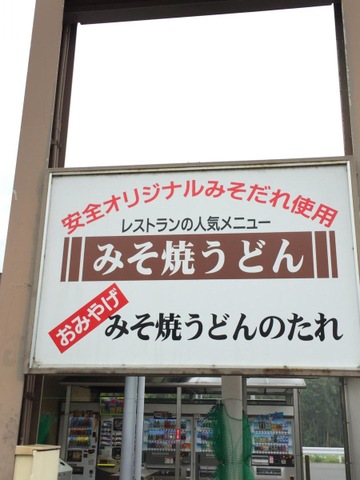 安全オリジナルみそだれ使用
レストランの人気メニュー
みそ焼うどん
おみやげ
みそ焼うどんのたれ